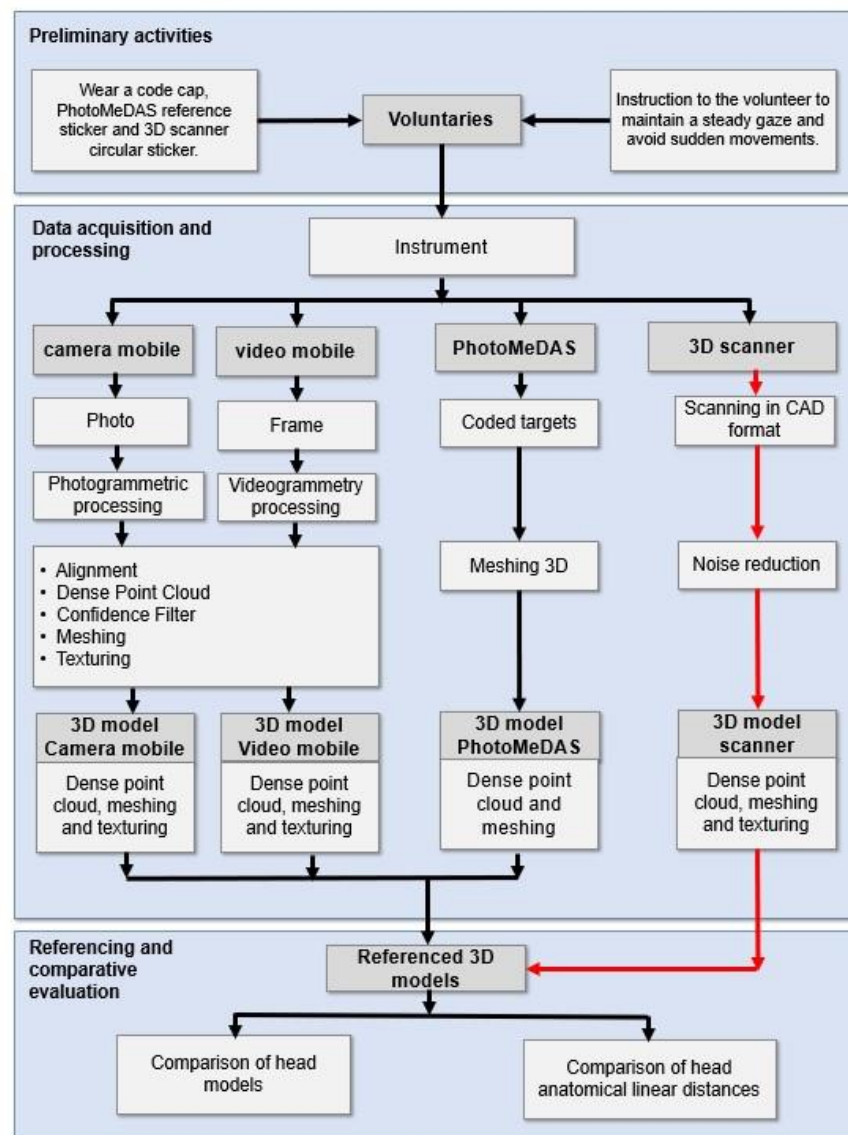 Preliminary activities
Wear a code cap,
PhotoMeDAS reference
sticker and 3D scanner
circular sticker.
Voluntaries
Instruction to the volunteer to
maintain a steady gaze and
avoid sudden movements.
Data acquisition and
processing
Instrument
camera mobile
video mobile
PhotoMeDAS
3D scanner
Photo
Frame
Coded targets
Scanning in CAD
format
Photogrammetric
processing
Videogrammetry
processing
• Alignment
• Dense Point Cloud
• Confidence Filter
• Meshing
• Texturing
Meshing 3D
Noise reduction
3D model
Camera mobile
Dense point
cloud, meshing
and texturing
3D model
Video mobile
Dense point
cloud, meshing
and texturing
3D model
PhotoMeDAS
Dense point
cloud and
meshing
3D model
scanner
Dense point
cloud, meshing
and texturing
Referencing and
comparative
evaluation
Referenced 3D
models
Comparison of head
models
Comparison of head
anatomical linear distances